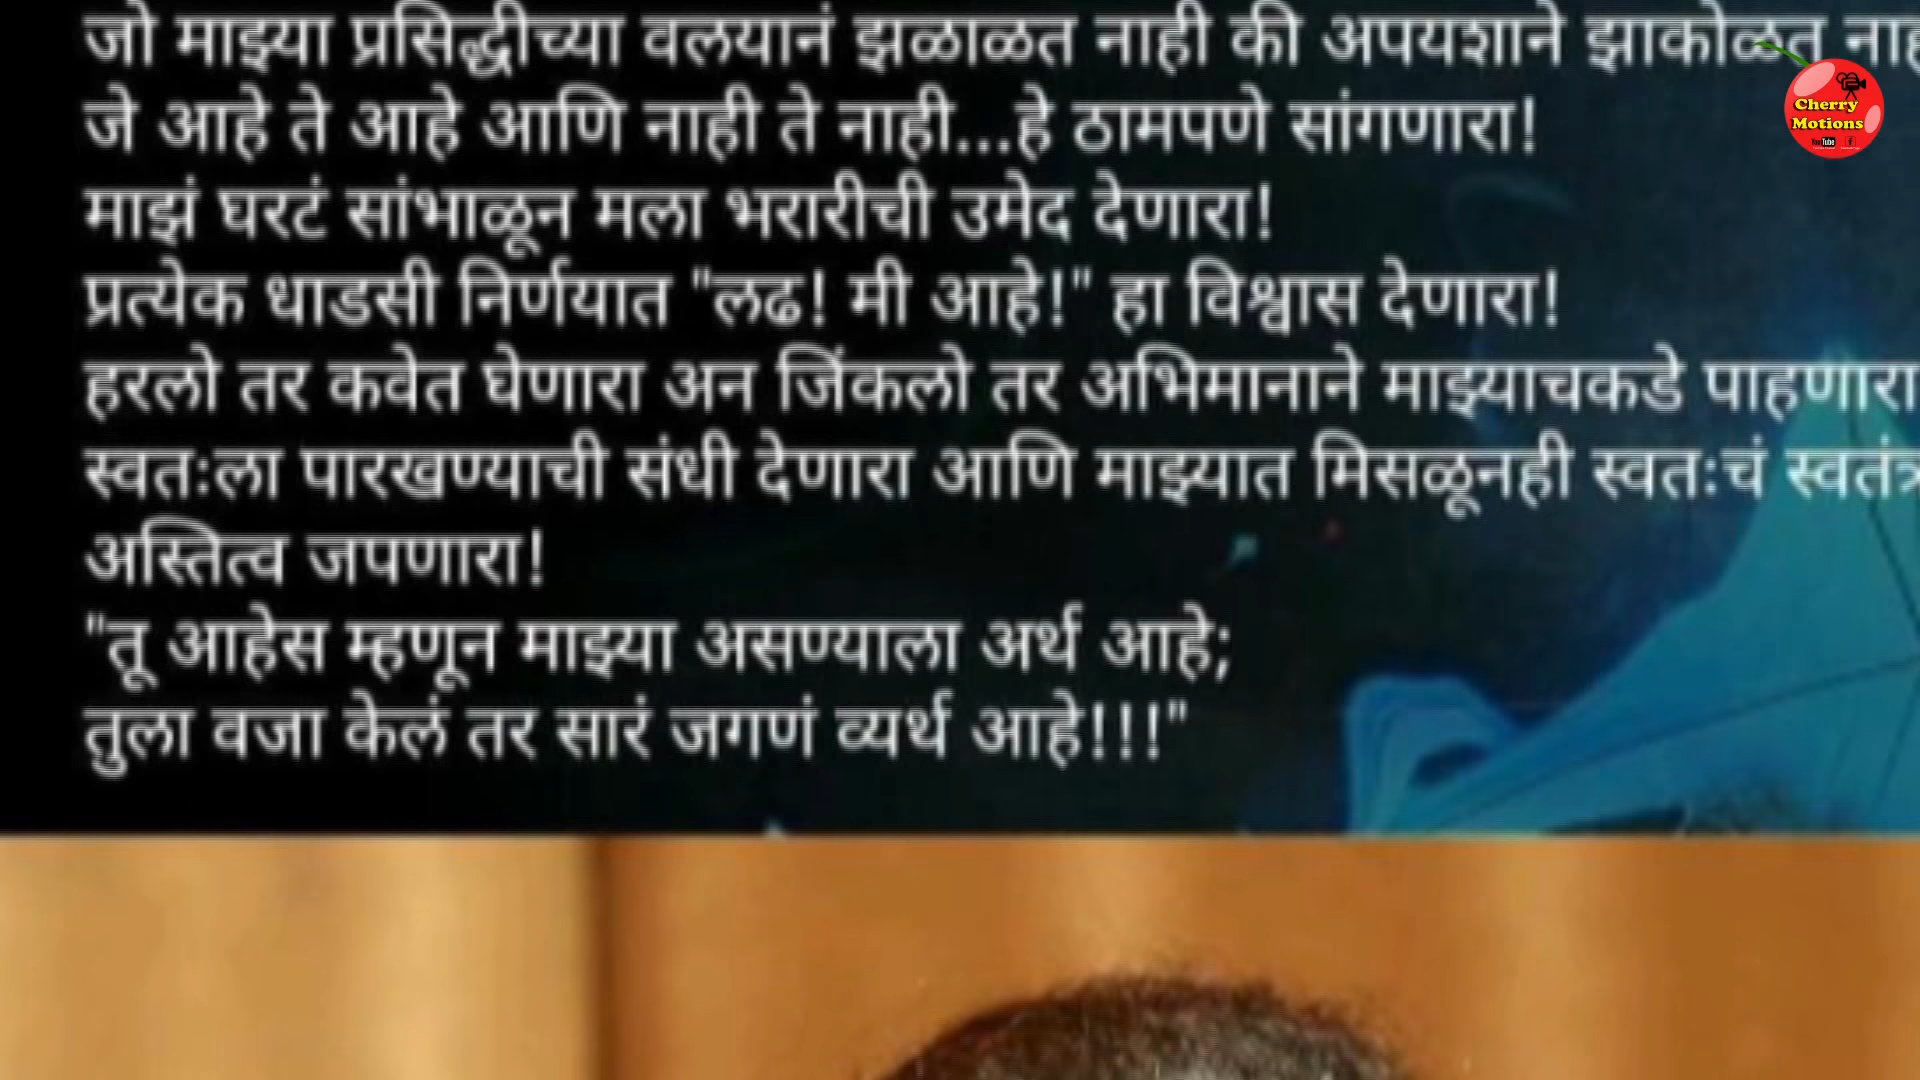 जो माझ्या प्रसिद्धीच्या वलयानं झळाळत नाही की अपयशाने झाकोळत
जे आहे ते आहे आणि नाही ते नाही...हे ठामपणे सांगणारा!
माझं घरटं सांभाळून मला भरारीची उमेद देणारा!
प्रत्येक धाडसी निर्णयात "लढ! मी आहे!" हा विश्वास देणारा!
हरलो तर कवेत घेणारा अन जिंकलो तर अभिमानाने माझ्याचकडे पाहणारा
स्वतःला पारखण्याची संधी देणारा आणि माझ्यात मिसळूनही स्वतःचं स्वतंत्र
अस्तित्व जपणारा!
"तू आहेस म्हणून माझ्या असण्याला अर्थ आहे;
तुला वजा केलं तर सारं जगणं व्यर्थ आहे!!!"
Cherry
Motions
YouTube